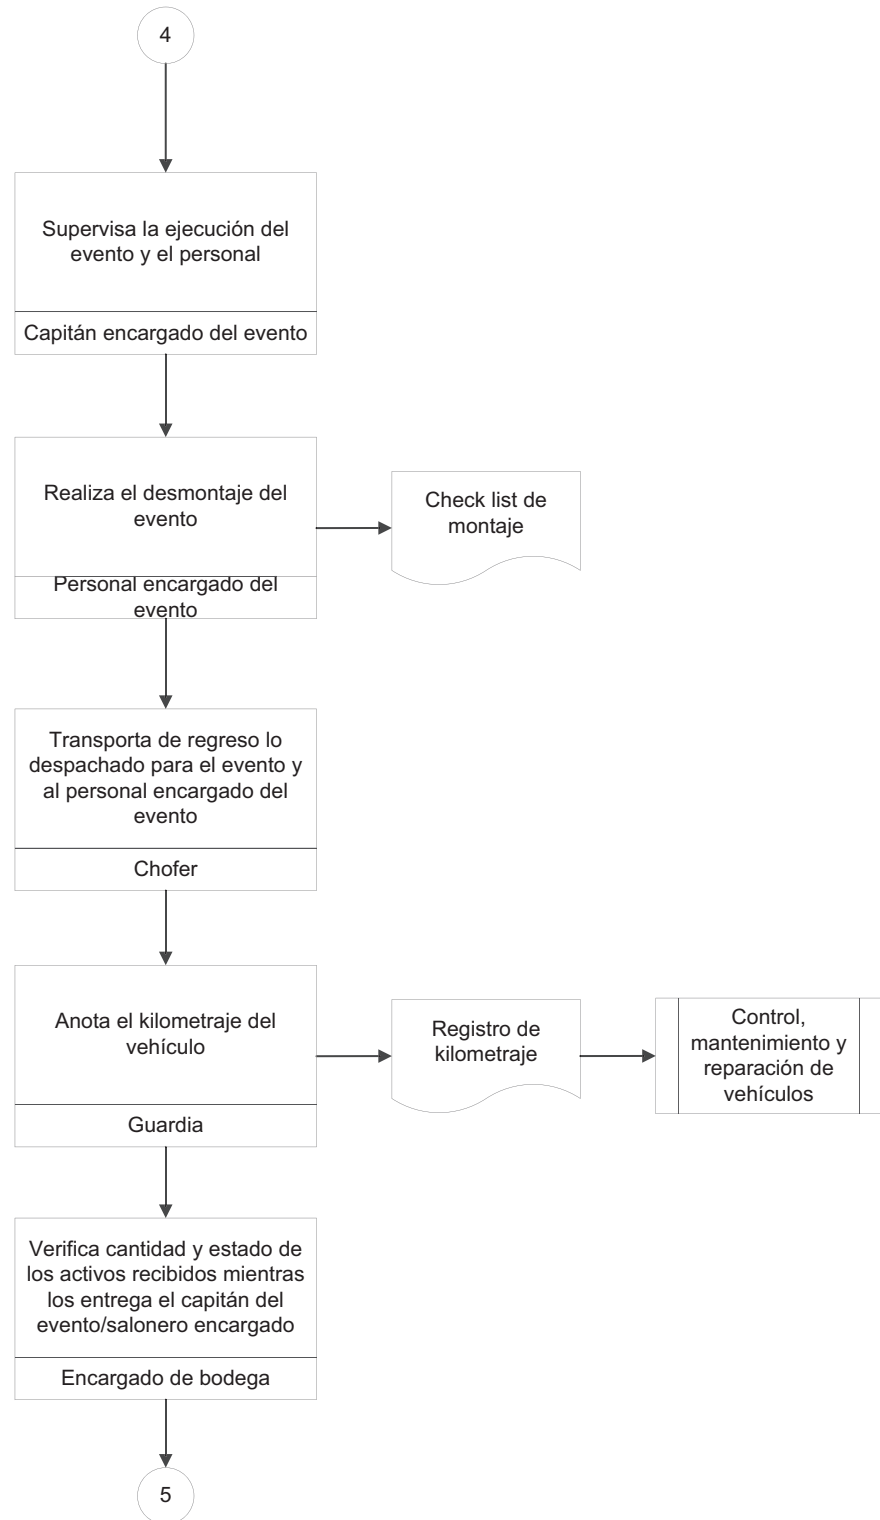 4
Supervisa la ejecución del
evento y el personal
Capitán encargado del evento
Realiza el desmontaje del
evento
Personal encargado del
evento
Check list de
montaje
Transporta de regreso lo
despachado para el evento y
al personal encargado del
evento
Chofer
Anota el kilometraje del
vehículo
Guardia
Registro de
kilometraje
Control,
mantenimiento y
reparación de
vehículos
Verifica cantidad y estado de
los activos recibidos mientras
los entrega el capitán del
evento/salonero encargado
Encargado de bodega
5